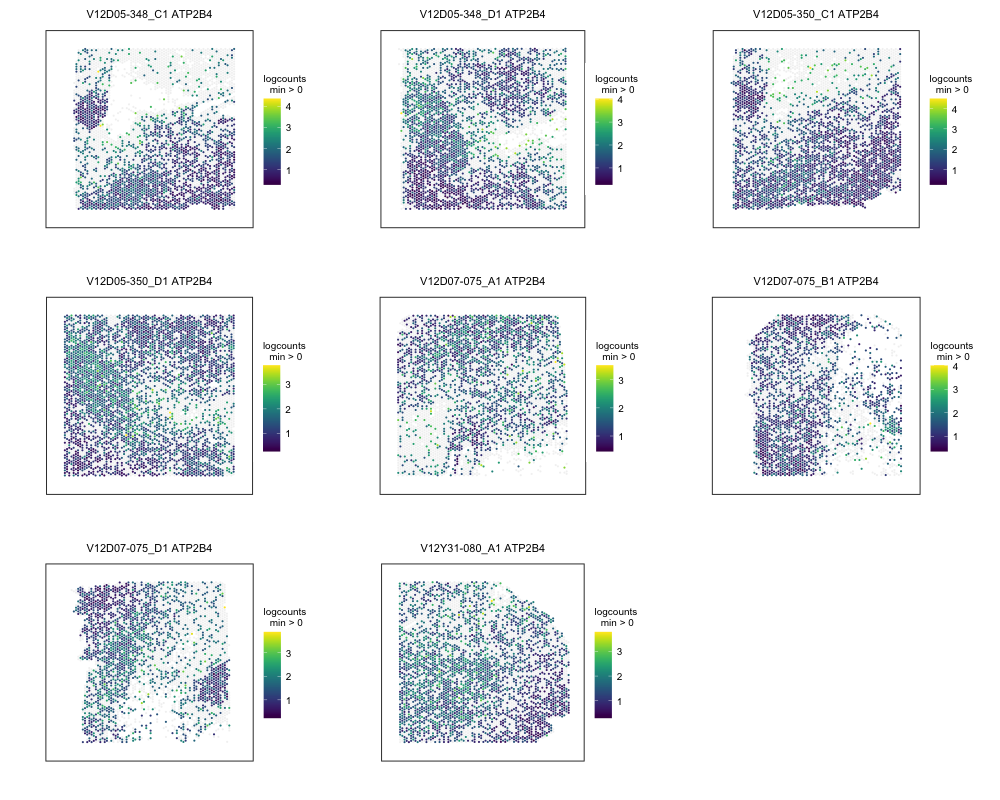 V12D05-348_C1 ATP2B4
logcounts
min > 0
4
3
2
1
V12D05-348_D1 ATP2B4
logcounts
min > 0
4
3
2
1
V12D05-350_C1 ATP2B4
logcounts
min > 0
4
3
2
1
V12D05-350_D1 ATP2B4
logcounts
min > 0
3
2
1
V12D07-075_A1 ATP2B4
logcounts
min > 0
3
2
1
V12D07-075_B1 ATP2B4
logcounts
min > 0
4
3
2
1
V12D07-075_D1 ATP2B4
logcounts
min > 0
3
2
1
V12Y31-080_A1 ATP2B4
logcounts
min > 0
3
2
1